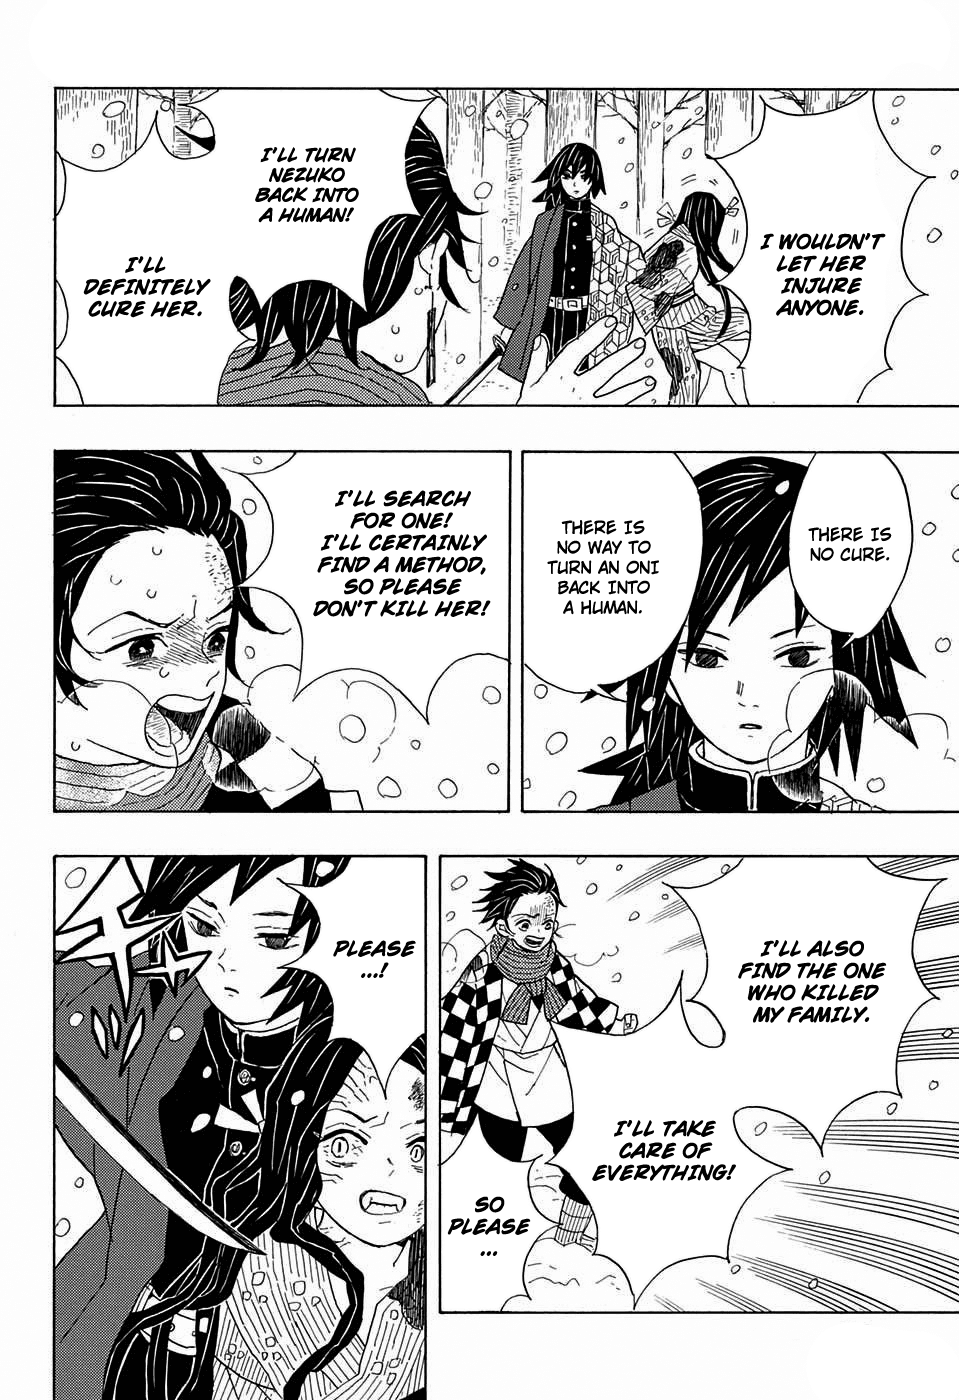 I WOULDN'T
LET HER
INJURE
ANYONE.
I'LL TURN
NEZUKO
BACK INTO
A HUMAN!
I'LL
DEFINITELY
CURE HER.
THERE IS
NO CURE.
THERE IS
NO WAY TO
TURN AN ONI
BACK INTO
A HUMAN.
I'LL SEARCH
FOR ONE!
I'LL CERTAINLY
FIND A METHOD,
SO PLEASE
DON'T KILL HER!
I'LL ALSO
FIND THE ONE
WHO KILLED
MY FAMILY.
I'LL TAKE
CARE OF
EVERYTHING!
SO
PLEASE
...
PLEASE
...!